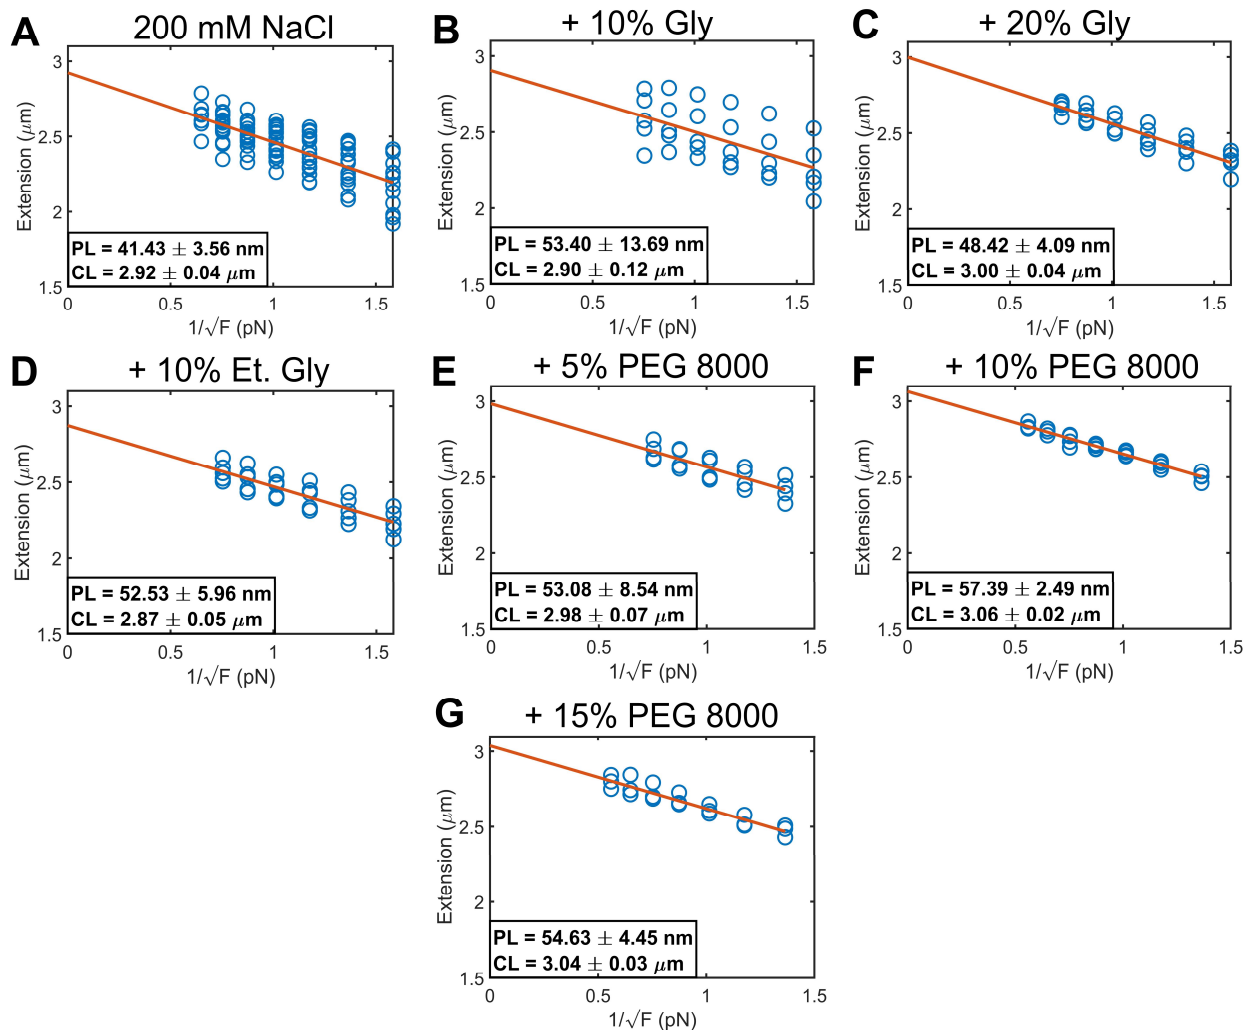 A
200 mM NaCl
3
2.5
2
1.5
Extension (μm)
PL = 41.43 ± 3.56 nm
CL = 2.92 ± 0.04 μm
0 0.5 1 1.5
1/√F (pN)
B
+ 10% Gly
3
2.5
2
1.5
Extension (μm)
PL = 53.40 ± 13.69 nm
CL = 2.90 ± 0.12 μm
0 0.5 1 1.5
1/√F (pN)
C
+ 20% Gly
3
2.5
2
1.5
Extension (μm)
PL = 48.42 ± 4.09 nm
CL = 3.00 ± 0.04 μm
0 0.5 1 1.5
1/√F (pN)
D
+ 10% Et. Gly
3
2.5
2
1.5
Extension (μm)
PL = 52.53 ± 5.96 nm
CL = 2.87 ± 0.05 μm
0 0.5 1 1.5
1/√F (pN)
E
+ 5% PEG 8000
3
2.5
2
1.5
Extension (μm)
PL = 53.08 ± 8.54 nm
CL = 2.98 ± 0.07 μm
0 0.5 1 1.5
1/√F (pN)
F
+ 10% PEG 8000
3
2.5
2
1.5
Extension (μm)
PL = 57.39 ± 2.49 nm
CL = 3.06 ± 0.02 μm
0 0.5 1 1.5
1/√F (pN)
G
+ 15% PEG 8000
3
2.5
2
1.5
Extension (μm)
PL = 54.63 ± 4.45 nm
CL = 3.04 ± 0.03 μm
0 0.5 1 1.5
1/√F (pN)